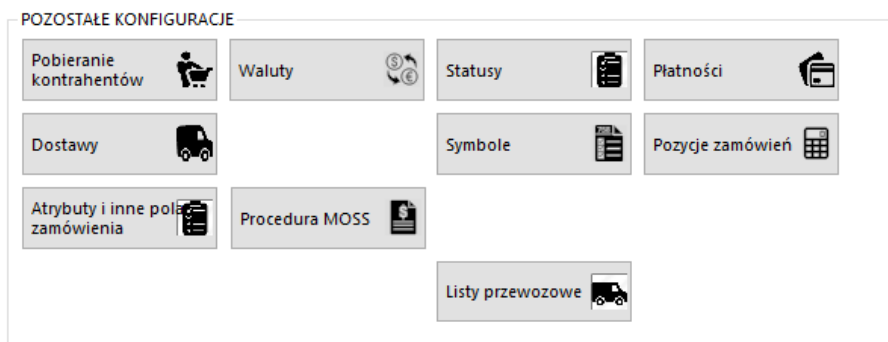 POZOSTAŁE KONFIGURACJE
Pobieranie
kontrahentów
Waluty
Statusy
Płatności
Dostawy
Symbole
Pozycje zamówień
Atrybuty i inne pola
zamówienia
Procedura MOSS
Listy przewozowe